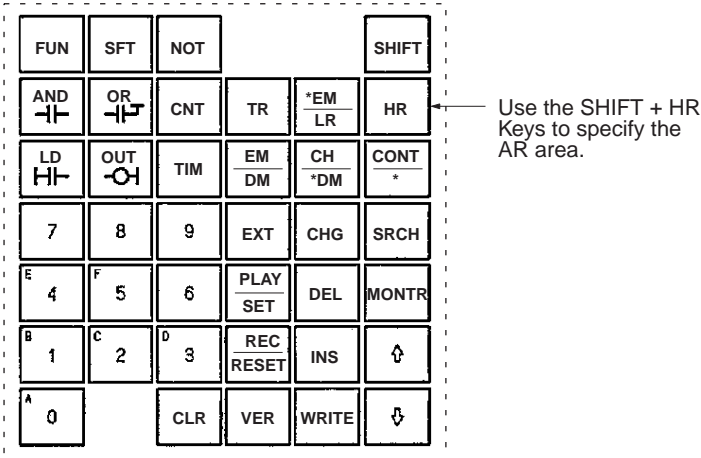 FUN SFT NOT SHIFT
AND OR CNT TR *EM HR
LR
LD OUT TIM EM CH CONT
DM *DM *
7 8 9 EXT CHG SRCH
E 4 F 5 6 PLAY DEL MONTR
SET
B 1 C 2 D 3 REC INS
RESET
A 0 CLR VER WRITE
Use the SHIFT + HR
Keys to specify the
AR area.